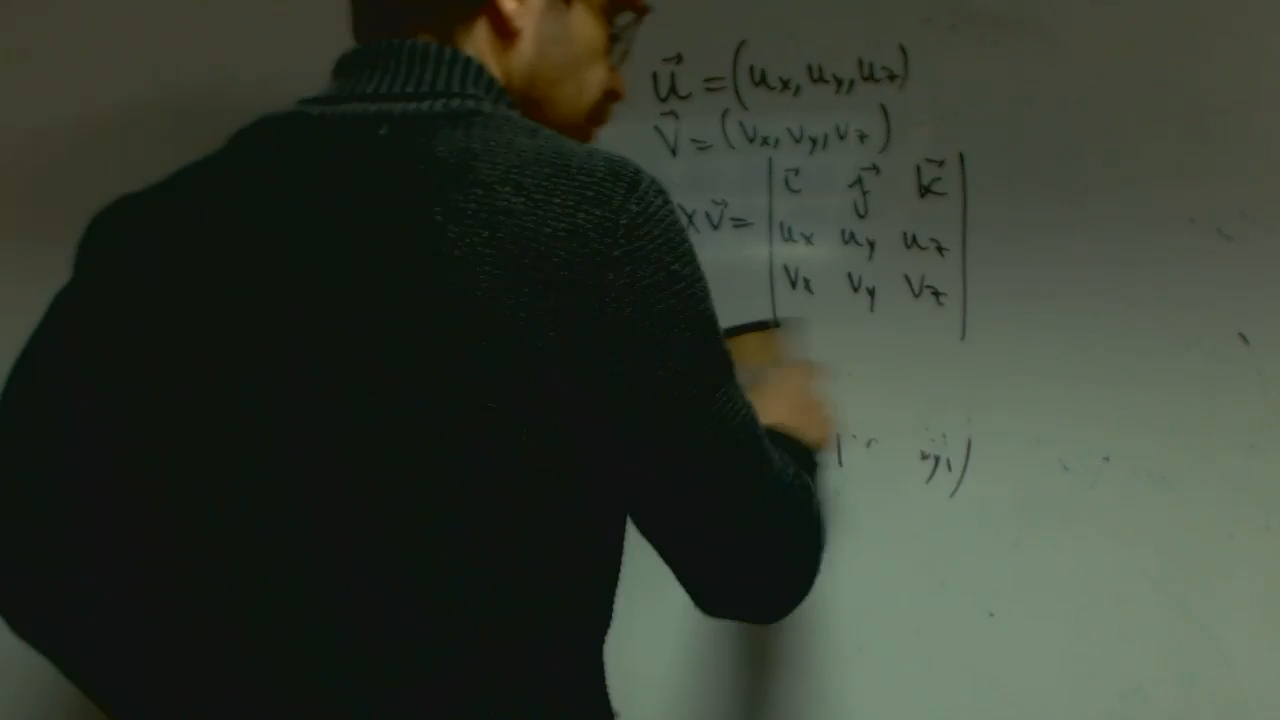 u⃗ = (ux, uy, uz)
v⃗ = (vx, vy, vz)
x v⃗ = | i⃗ j⃗ k⃗ |
ux uy uz
vx vy vz